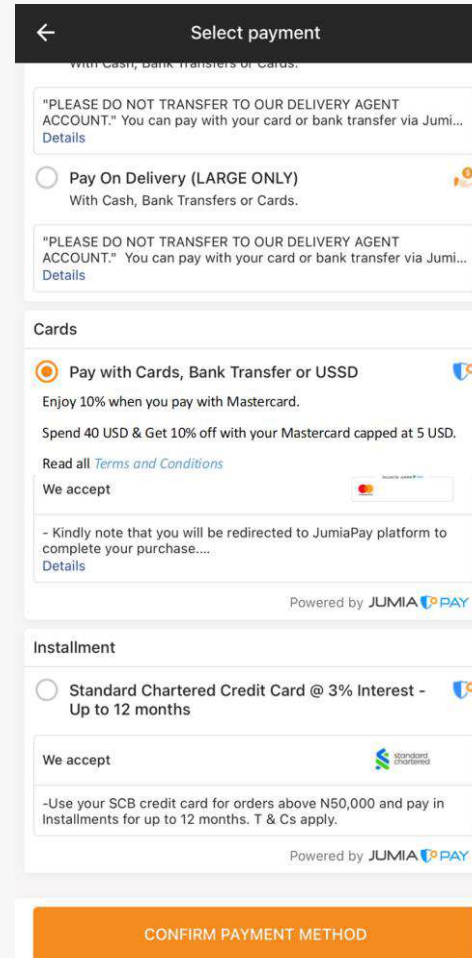 Select payment
With Cash, Bank Transfers or Cards.
"PLEASE DO NOT TRANSFER TO OUR DELIVERY AGENT
ACCOUNT." You can pay with your card or bank transfer via Jumi...
Details
Pay On Delivery (LARGE ONLY)
With Cash, Bank Transfers or Cards.
"PLEASE DO NOT TRANSFER TO OUR DELIVERY AGENT
ACCOUNT." You can pay with your card or bank transfer via Jumi...
Details
Cards
Pay with Cards, Bank Transfer or USSD
Enjoy 10% when you pay with Mastercard.
Spend 40 USD & Get 10% off with your Mastercard capped at 5 USD.
Read all Terms and Conditions
We accept
- Kindly note that you will be redirected to JumiaPay platform to
complete your purchase....
Details
Powered by JUMIA PAY
Installment
Standard Chartered Credit Card @ 3% Interest -
Up to 12 months
We accept
standard
chartered
-Use your SCB credit card for orders above N50,000 and pay in
Installments for up to 12 months. T & Cs apply.
Powered by JUMIA PAY
CONFIRM PAYMENT METHOD